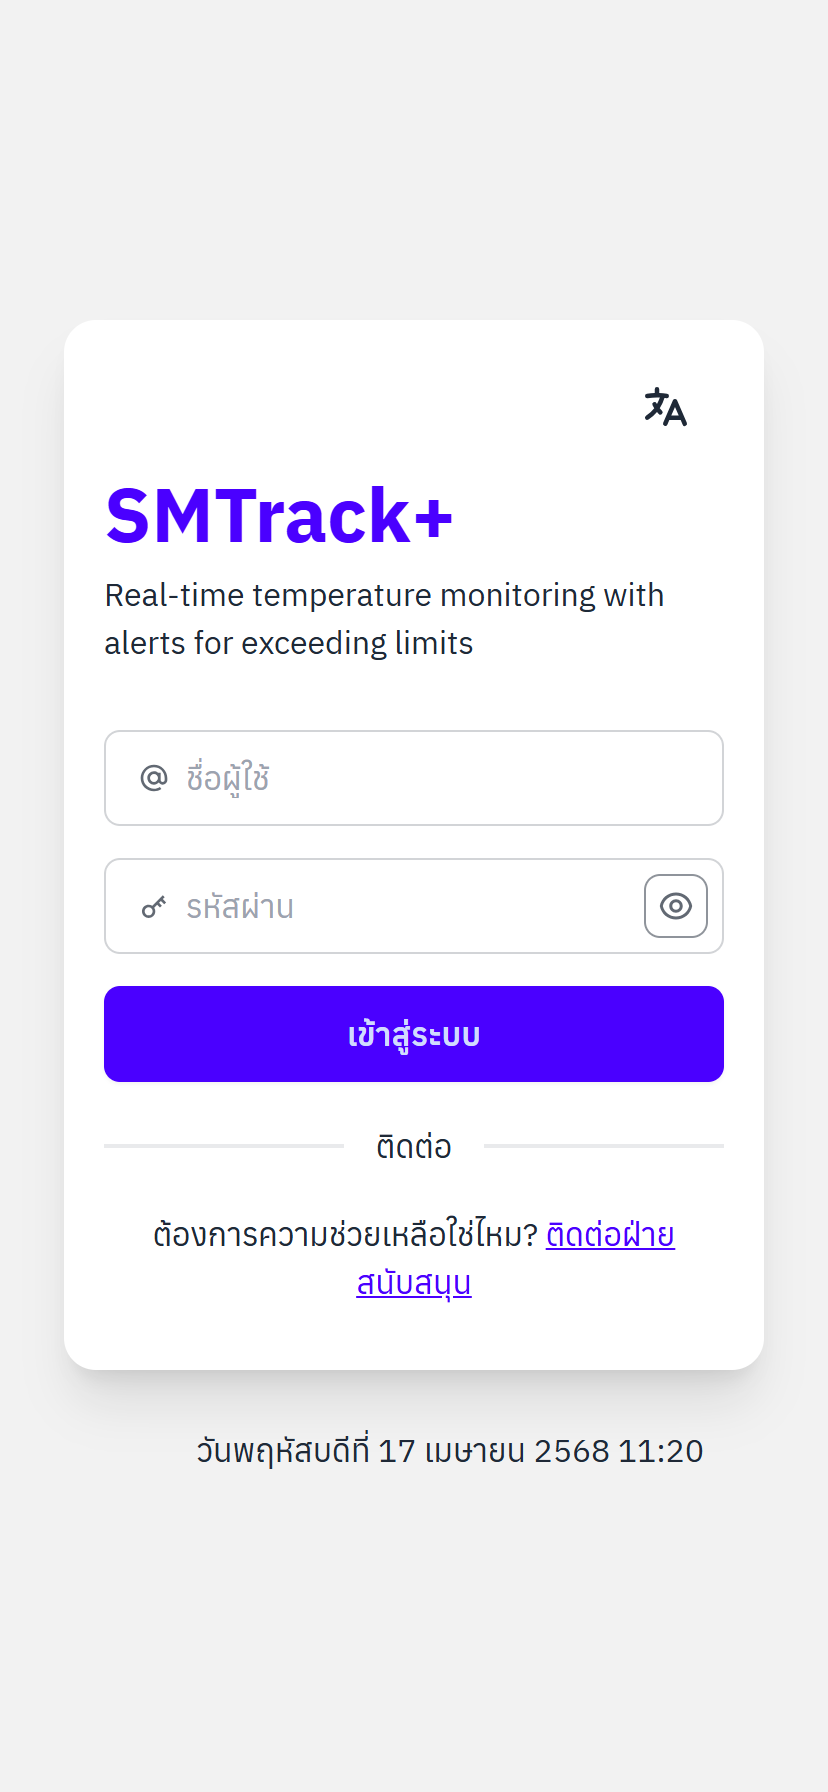 SMTrack+
Real-time temperature monitoring with
alerts for exceeding limits
ชื่อผู้ใช้
รหัสผ่าน
เข้าสู่ระบบ
ติดต่อ
ต้องการความช่วยเหลือใช่ไหม? ติดต่อฝ่าย
สนับสนุน
วันพฤหัสบดีที่ 17 เมษายน 2568 11:20